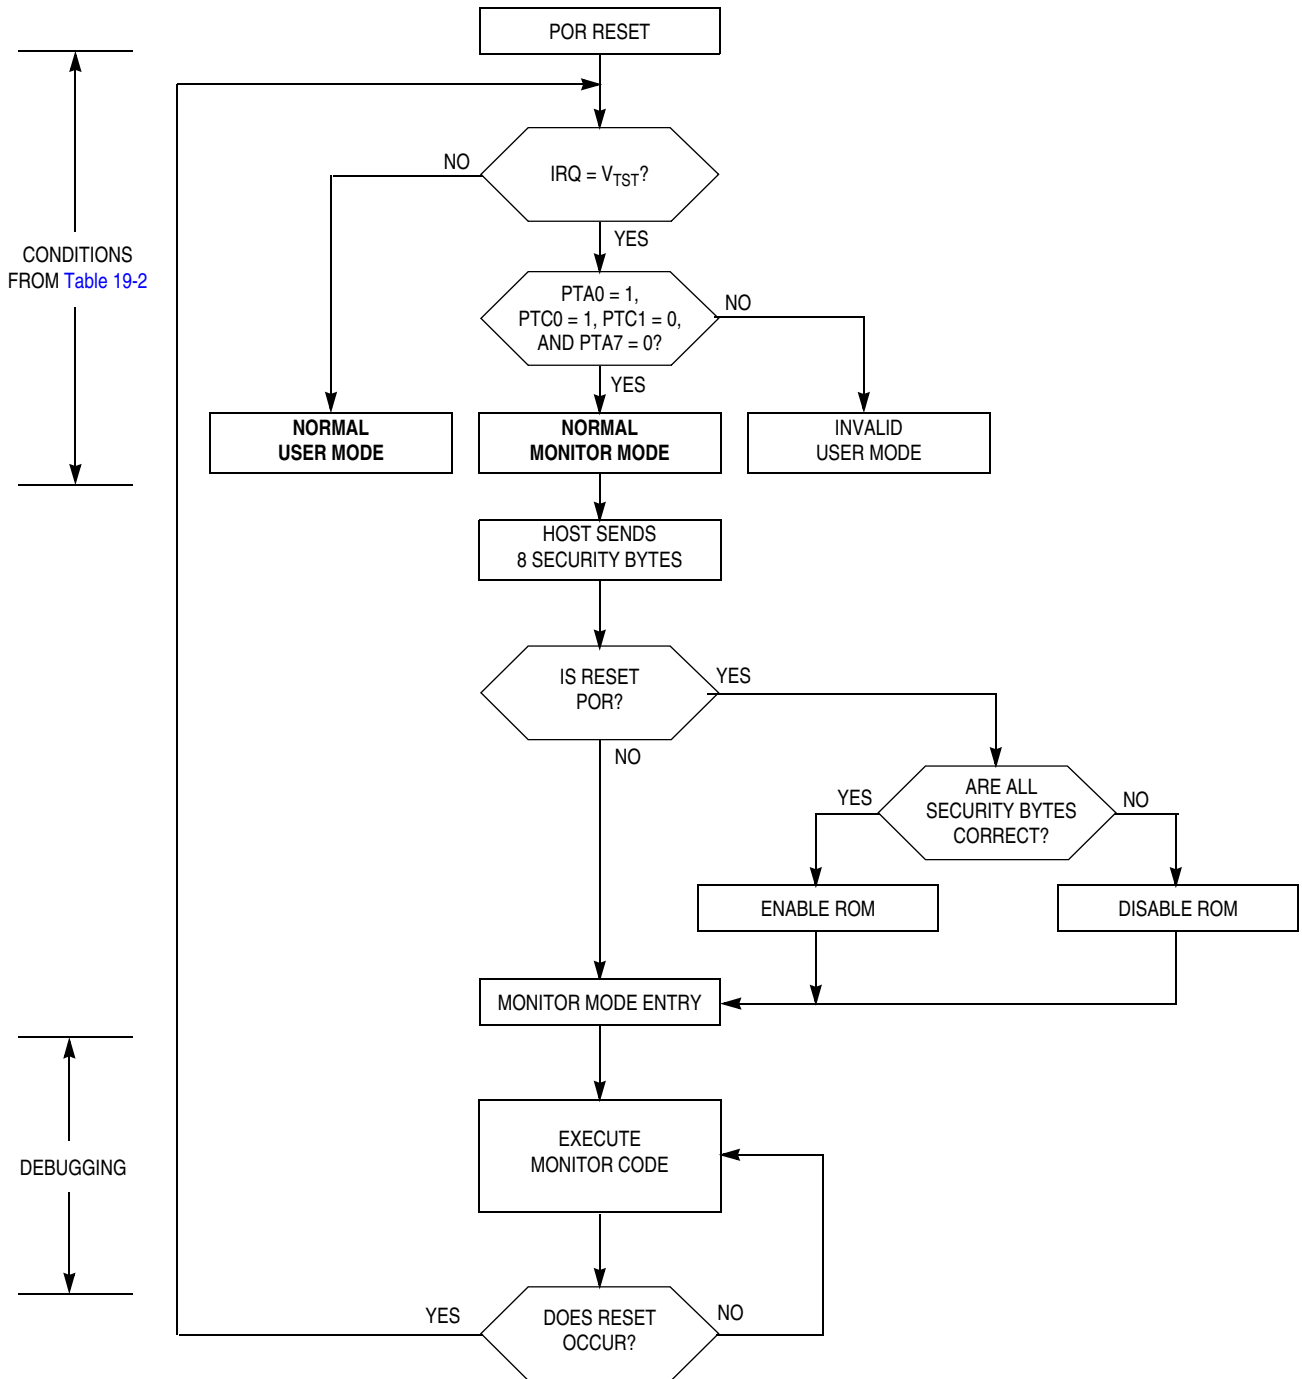 POR RESET
NO
IRQ = VTST?
YES
CONDITIONS
FROM Table 19-2
PTA0 = 1,
PTC0 = 1, PTC1 = 0,
AND PTA7 = 0?
NO
YES
NORMAL
USER MODE
NORMAL
MONITOR MODE
INVALID
USER MODE
HOST SENDS
8 SECURITY BYTES
IS RESET
POR?
YES
NO
ARE ALL
SECURITY BYTES
CORRECT?
YES
NO
ENABLE ROM
DISABLE ROM
MONITOR MODE ENTRY
DEBUGGING
EXECUTE
MONITOR CODE
YES
DOES RESET
OCCUR?
NO